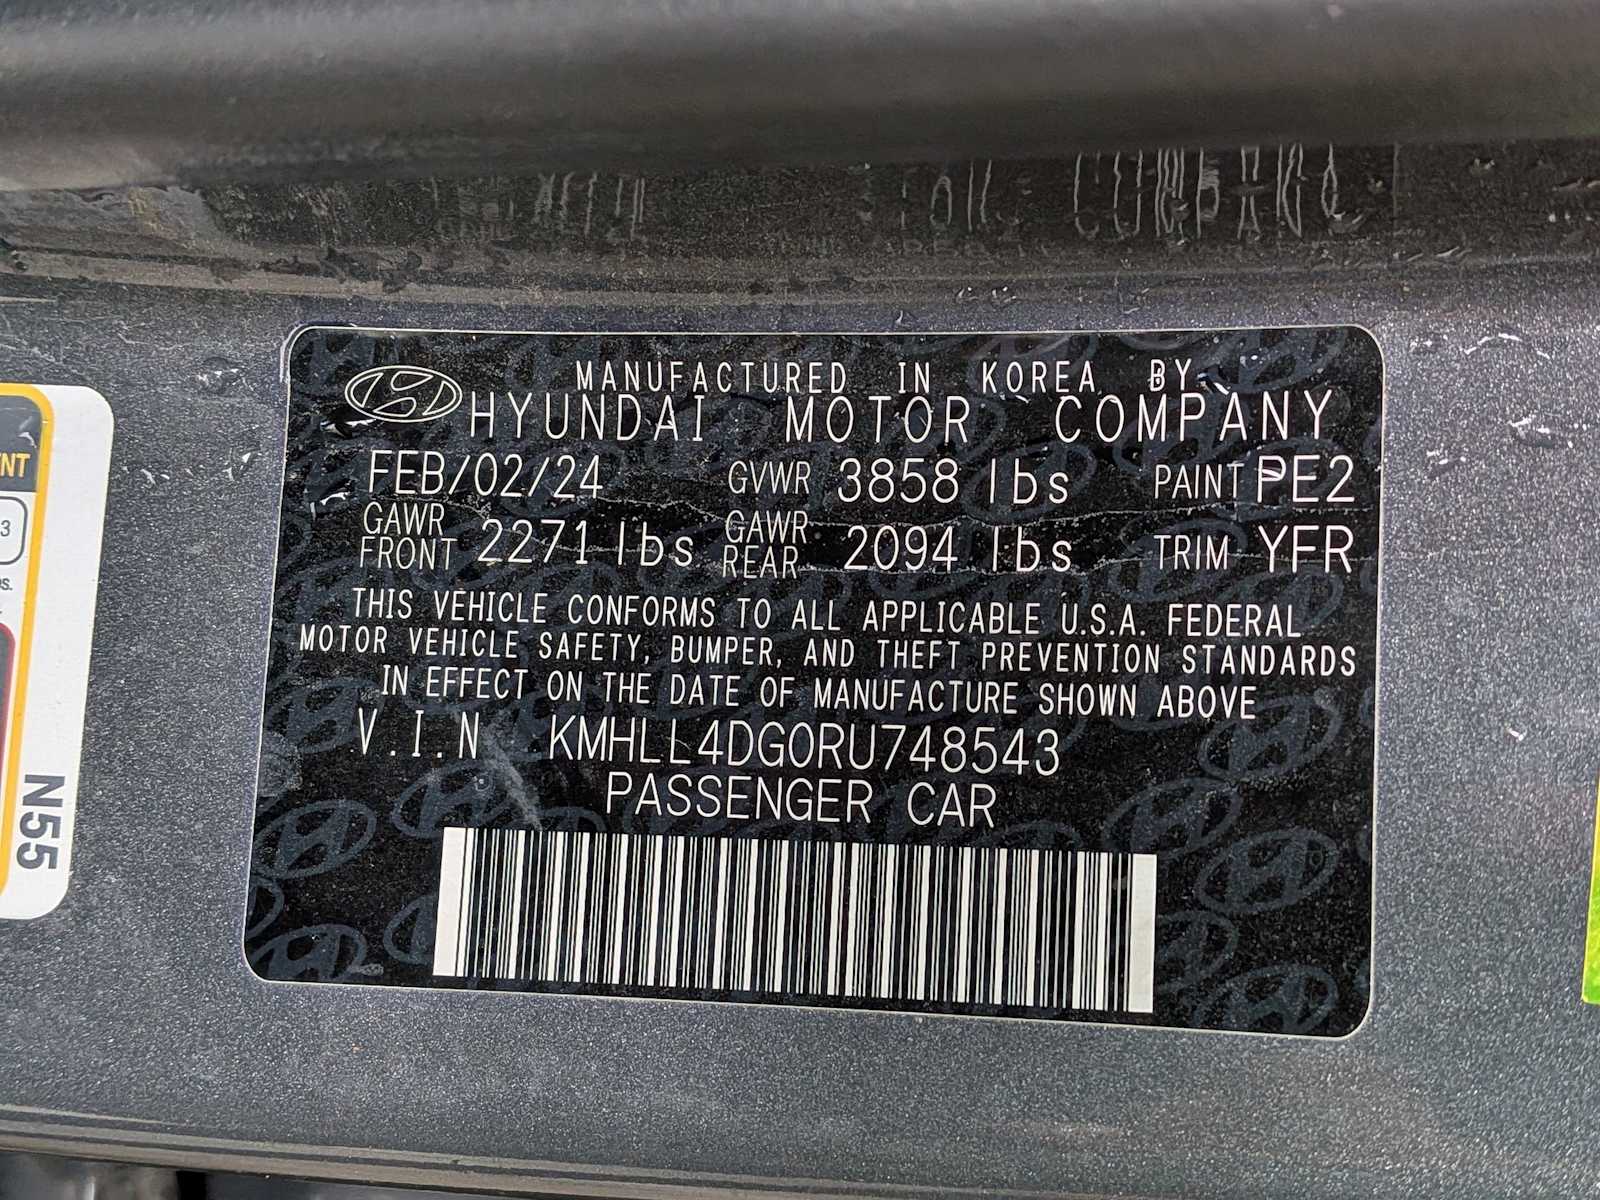 MANUFACTURED IN KOREA BY
HYUNDAI MOTOR COMPANY
FEB/02/24 GVWR 3858 lbs PAINT PE2
GAWR FRONT 2271 lbs GAWR REAR 2094 lbs TRIM YFR
THIS VEHICLE CONFORMS TO ALL APPLICABLE U.S.A. FEDERAL
MOTOR VEHICLE SAFETY, BUMPER, AND THEFT PREVENTION STANDARDS
IN EFFECT ON THE DATE OF MANUFACTURE SHOWN ABOVE
V.I.N KMHLL4DG0RU748543
PASSENGER CAR
3
N55